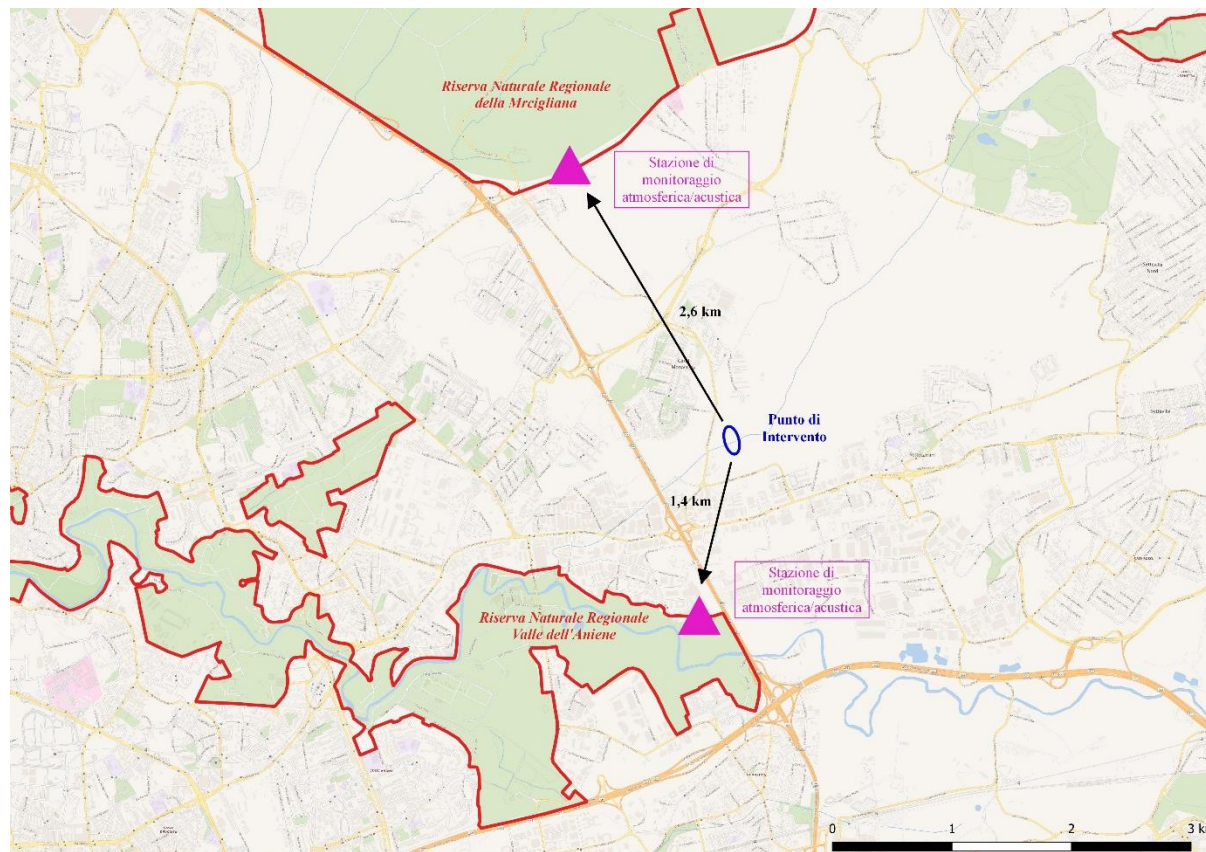 Riserva Naturale Regionale
della Mrcigliana
Stazione di
monitoraggio
atmosferica/acustica
2,6 km
Punto di
Intervento
1,4 km
Stazione di
monitoraggio
atmosferica/acustica
Riserva Naturale Regionale
Valle dell'Aniene
0 1 2 3 km